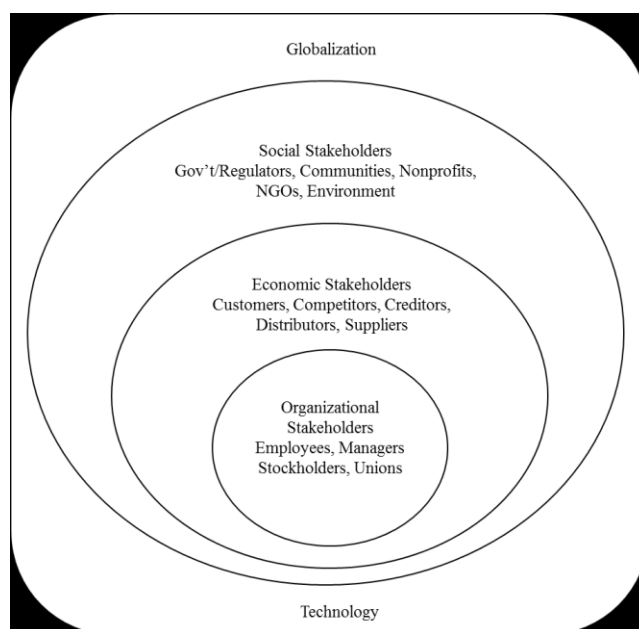 Globalization
Social Stakeholders
Gov’t/Regulators, Communities, Nonprofits,
NGOs, Environment
Economic Stakeholders
Customers, Competitors, Creditors,
Distributors, Suppliers
Organizational
Stakeholders
Employees, Managers
Stockholders, Unions
Technology